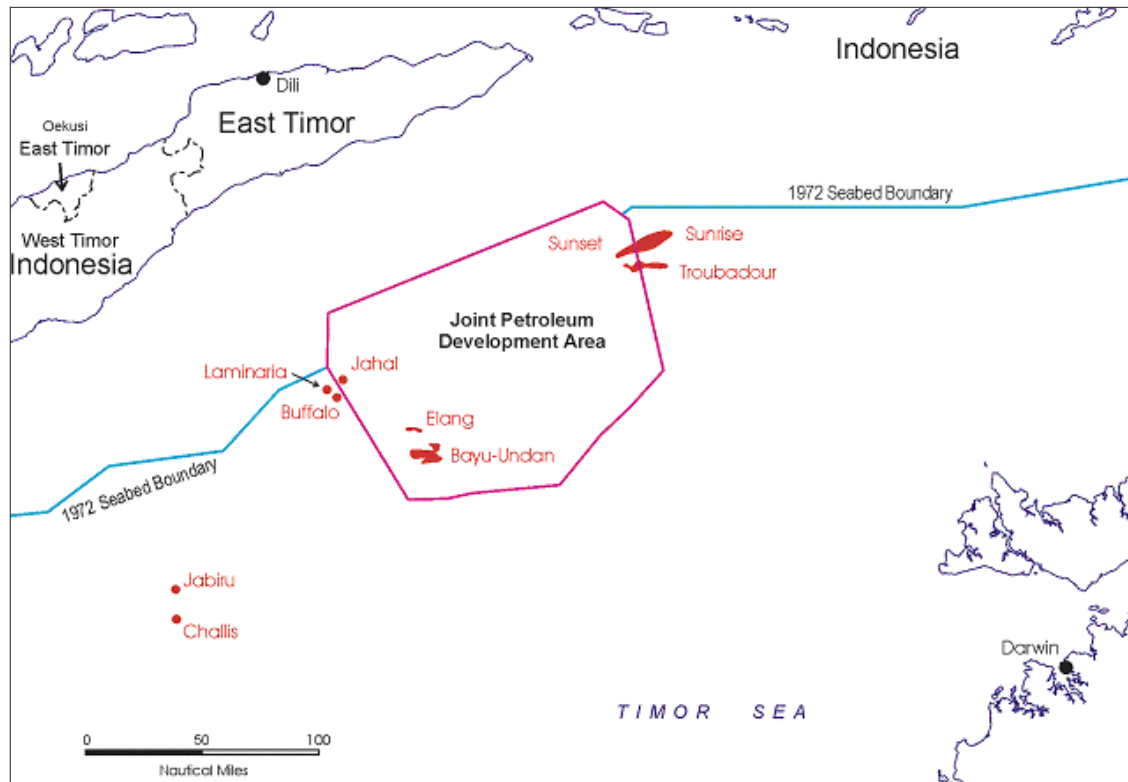 Indonesia
Dili
East Timor
Oekusi
East Timor
West Timor
Indonesia
1972 Seabed Boundary
Sunset
Sunrise
Troubadour
Joint Petroleum
Development Area
Laminaria
Jahal
Buffalo
Elang
Bayu-Undan
1972 Seabed Boundary
Jabiru
Challis
Darwin
TIMOR SEA
0 50 100
Nautical Miles